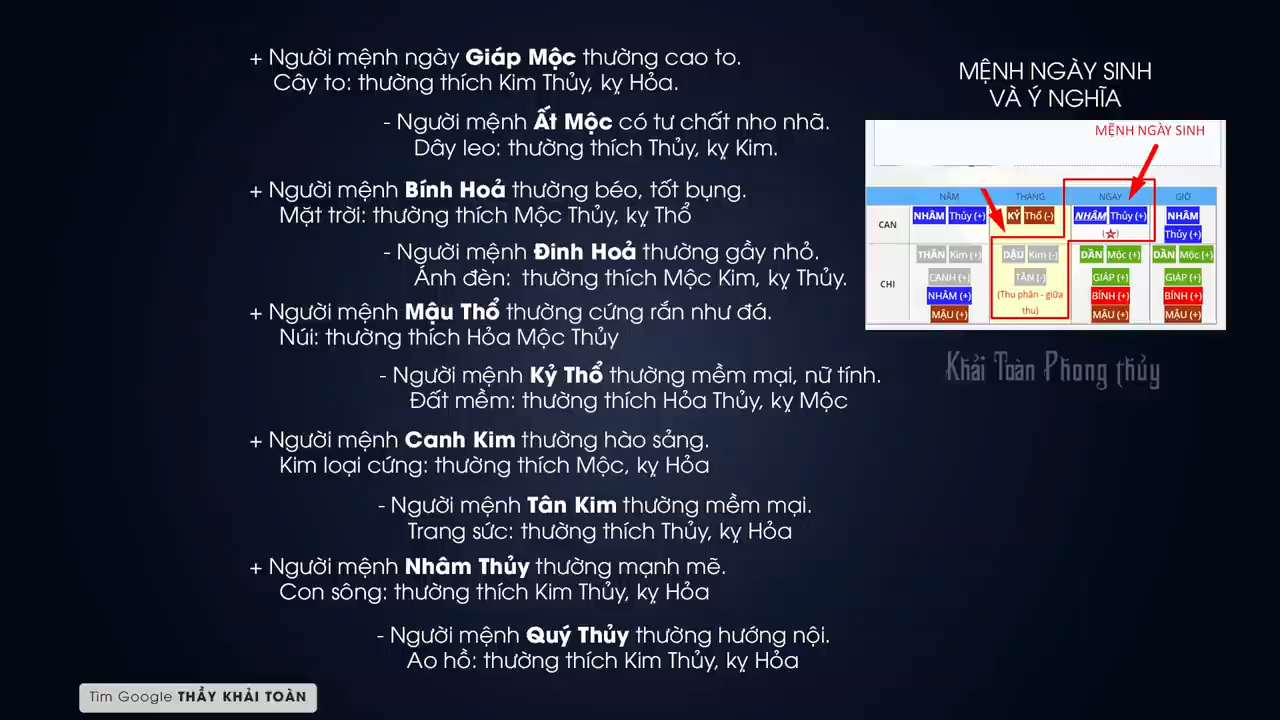 + Người mệnh ngày Giáp Mộc thường cao to.
Cây to: thường thích Kim Thủy, kỵ Hỏa.
- Người mệnh Ất Mộc có tư chất nho nhã.
Dây leo: thường thích Thủy, kỵ Kim.
+ Người mệnh Bính Hoả thường béo, tốt bụng.
Mặt trời: thường thích Mộc Thủy, kỵ Thổ
- Người mệnh Đinh Hoả thường gầy nhỏ.
Ánh đèn: thường thích Mộc Kim, kỵ Thủy.
+ Người mệnh Mậu Thổ thường cứng rắn như đá.
Núi: thường thích Hỏa Mộc Thủy
- Người mệnh Kỷ Thổ thường mềm mại, nữ tính.
Đất mềm: thường thích Hỏa Thủy, kỵ Mộc
+ Người mệnh Canh Kim thường hào sảng.
Kim loại cứng: thường thích Mộc, kỵ Hỏa
- Người mệnh Tân Kim thường mềm mại.
Trang sức: thường thích Thủy, kỵ Hỏa
+ Người mệnh Nhâm Thủy thường mạnh mẽ.
Con sông: thường thích Kim Thủy, kỵ Hỏa
- Người mệnh Quý Thủy thường hướng nội.
Ao hồ: thường thích Kim Thủy, kỵ Hỏa
MỆNH NGÀY SINH
VÀ Ý NGHĨA
MỆNH NGÀY SINH
NĂM THÁNG NGÀY GIỜ
CAN NHÂM Thủy (+) KỶ Thổ (-) NHÂM Thủy (+) (☆) NHÂM Thủy (+)
CHI THÂN Kim (+) DẬU Kim (-) DẦN Mộc (+) DẦN Mộc (+)
CANH (+) TÂN (-) GIÁP (+) GIÁP (+)
NHÂM (+) (Thu phân - giữa thu) BÍNH (+) BÍNH (+)
MẬU (+) MẬU (+) MẬU (+)
Khải Toàn Phong thủy
Tìm Google THẦY KHẢI TOÀN